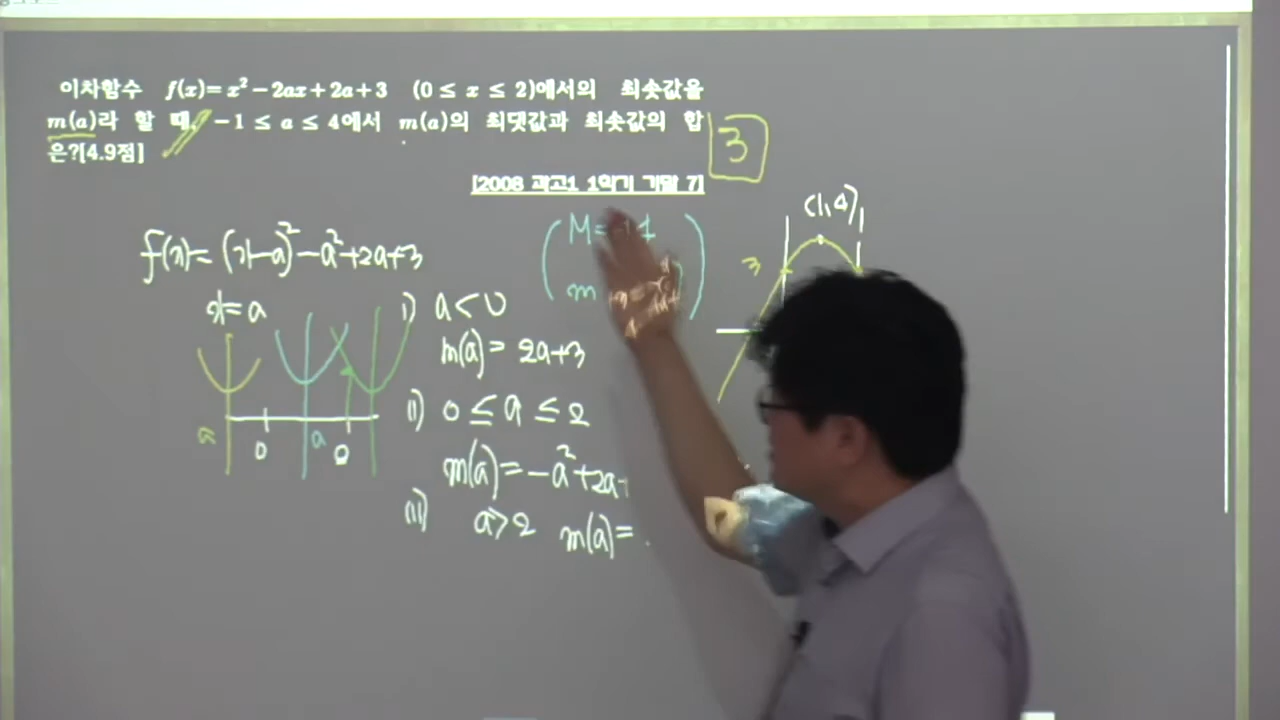 이차함수 f(x)=x²-2ax+2a+3 (0≤x≤2)에서의 최솟값을
m(a)라 할 때, -1≤a≤4에서 m(a)의 최댓값과 최솟값의 합
은?[4.9점]
3
[2008 과고1 1학기 기말 7]
f(x)=(x-a)²-a²+2a+3
x=a
a
0
a
2
i) a<0
m(a)=2a+3
ii) 0≤a≤2
m(a)=-a²+2a+
iii) a>2 m(a)=
M=
m
(1,4)
3